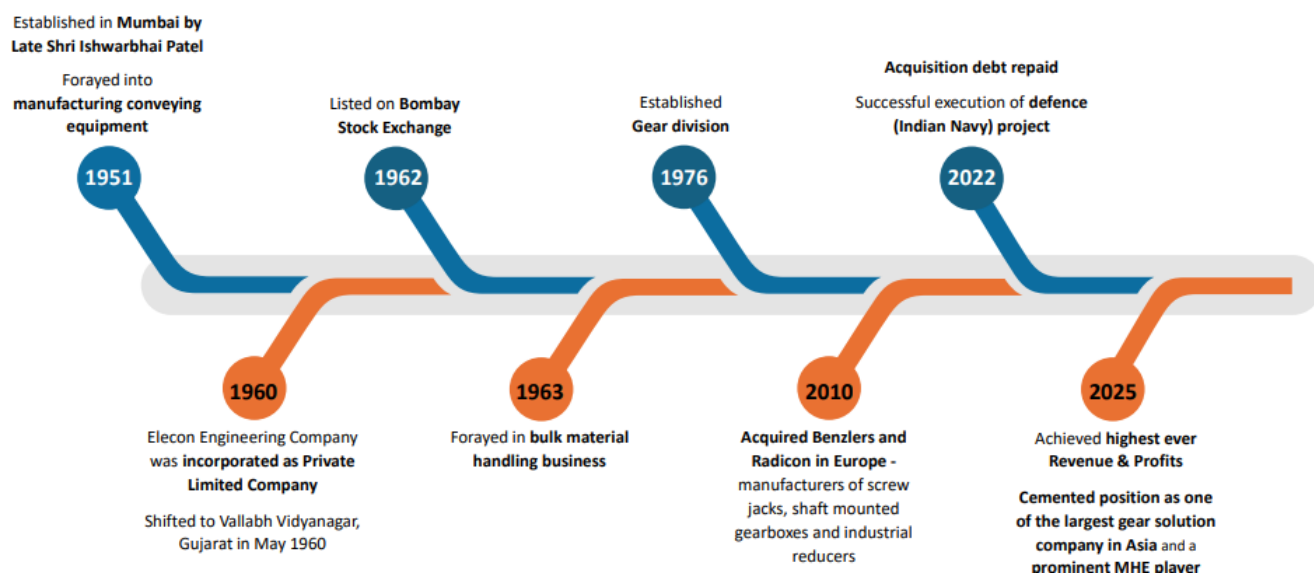 Established in Mumbai by
Late Shri Ishwarbhai Patel
Forayed into
manufacturing conveying
equipment
1951
Listed on Bombay
Stock Exchange
1962
Established
Gear division
1976
Acquisition debt repaid
Successful execution of defence
(Indian Navy) project
2022
1960
Elecon Engineering Company
was incorporated as Private
Limited Company
Shifted to Vallabh Vidyanagar,
Gujarat in May 1960
1963
Forayed in bulk material
handling business
2010
Acquired Benzlers and
Radicon in Europe -
manufacturers of screw
jacks, shaft mounted
gearboxes and industrial
reducers
2025
Achieved highest ever
Revenue & Profits
Cemented position as one
of the largest gear solution
company in Asia and a
prominent MHE player